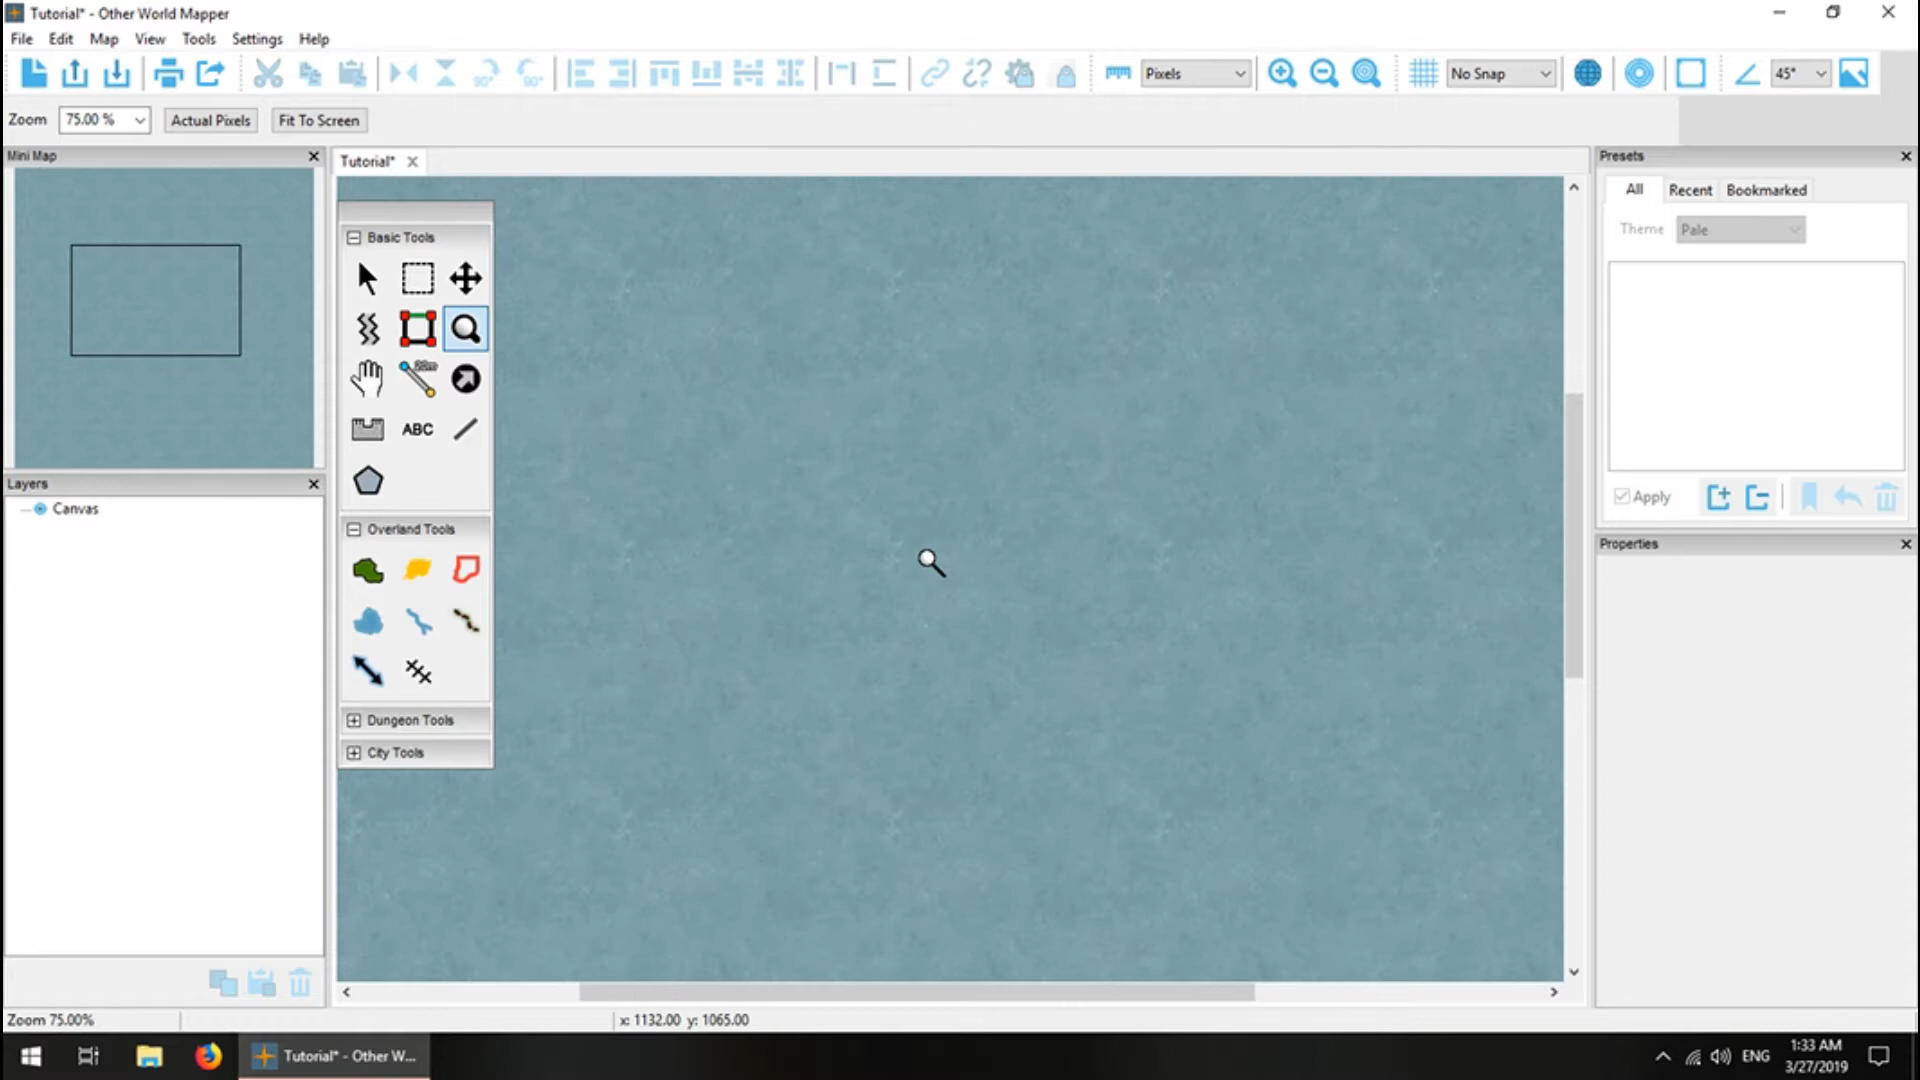 Tutorial* - Other World Mapper
File Edit Map View Tools Settings Help
90° 90° Pixels No Snap 45°
Zoom 75.00 % Actual Pixels Fit To Screen
Mini Map
Tutorial*
Presets
All Recent Bookmarked
Theme Pale
Basic Tools
ABC
Apply
Layers
Canvas
Overland Tools
Properties
Dungeon Tools
City Tools
Zoom 75.00%
x: 1132.00 y: 1065.00
Tutorial* - Other W...
ENG
1:33 AM
3/27/2019